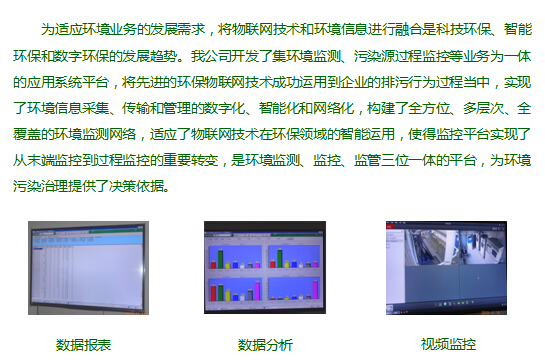 为适应环境业务的发展需求，将物联网技术和环境信息进行融合是科技环保、智能
环保和数字环保的发展趋势。我公司开发了集环境监测、污染源过程监控等业务为一体
的应用系统平台，将先进的环保物联网技术成功运用到企业的排污行为过程当中，实现
了环境信息采集、传输和管理的数字化、智能化和网络化，构建了全方位、多层次、全
覆盖的环境监测网络，适应了物联网技术在环保领域的智能运用，使得监控平台实现了
从末端监控到过程监控的重要转变，是环境监测、监控、监管三位一体的平台，为环境
污染治理提供了决策依据。
数据报表 数据分析 视频监控